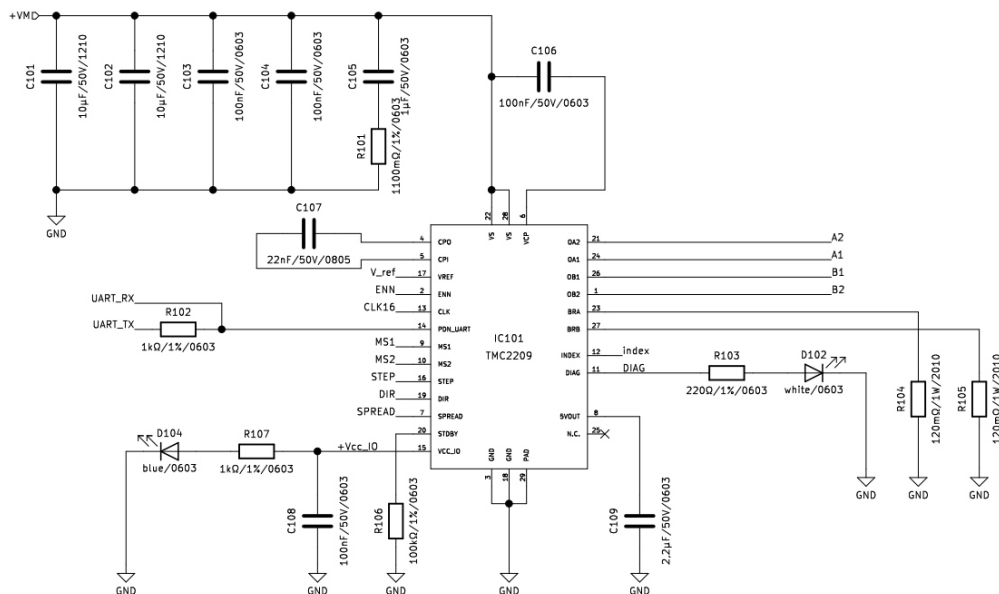 +VM
C101
10µF/50V/1210
C102
10µF/50V/1210
C103
100nF/50V/0603
C104
100nF/50V/0603
C105
1µF/50V/0603
R101
1100mΩ/1%/0603
GND
C106
100nF/50V/0603
C107
22nF/50V/0805
22
28
6
VS
VS
VCP
4
CPO
5
CPI
V_ref
17
VREF
ENN
2
ENN
CLK16
13
CLK
UART_RX
UART_TX
R102
1kΩ/1%/0603
14
PDN_UART
MS1
9
MS1
MS2
10
MS2
STEP
16
STEP
DIR
19
DIR
SPREAD
7
SPREAD
20
STDBY
+Vcc_IO
15
VCC_IO
IC101
TMC2209
OA2
21
A2
OA1
24
A1
OB1
26
B1
OB2
1
B2
BRA
23
BRB
27
INDEX
12
index
DIAG
11
DIAG
5VOUT
8
N.C.
25
GND
GND
PAD
3
18
29
R103
220Ω/1%/0603
D102
white/0603
R104
120mΩ/1W/2010
R105
120mΩ/1W/2010
GND
GND
GND
D104
blue/0603
R107
1kΩ/1%/0603
C108
100nF/50V/0603
R106
100kΩ/1%/0603
C109
2.2µF/50V/0603
GND
GND
GND
GND
GND